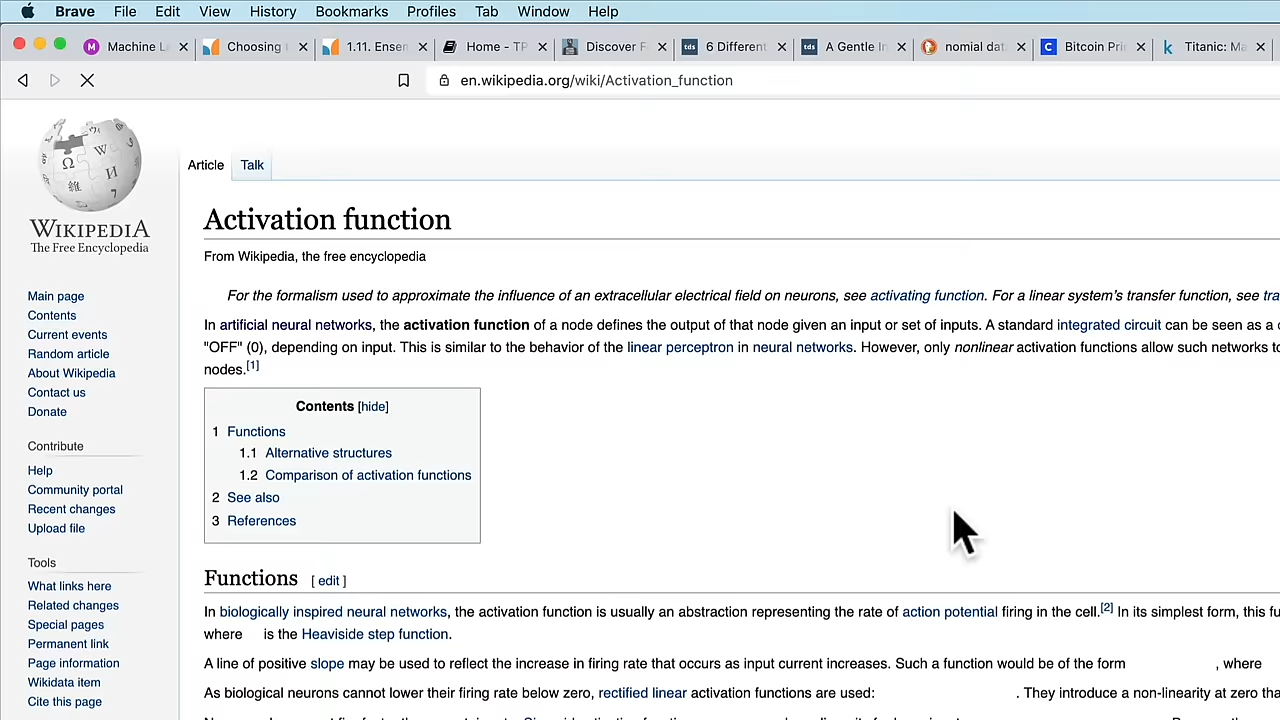 Brave File Edit View History Bookmarks Profiles Tab Window Help
Machine L Choosing 1.11. Ensen Home - TP Discover F 6 Different A Gentle In nomial dat Bitcoin Pri Titanic: Ma
en.wikipedia.org/wiki/Activation_function
WIKIPEDIA
The Free Encyclopedia
Main page
Contents
Current events
Random article
About Wikipedia
Contact us
Donate
Contribute
Help
Community portal
Recent changes
Upload file
Tools
What links here
Related changes
Special pages
Permanent link
Page information
Wikidata item
Cite this page
Article Talk
Activation function
From Wikipedia, the free encyclopedia
For the formalism used to approximate the influence of an extracellular electrical field on neurons, see activating function. For a linear system's transfer function, see tra
In artificial neural networks, the activation function of a node defines the output of that node given an input or set of inputs. A standard integrated circuit can be seen as a
"OFF" (0), depending on input. This is similar to the behavior of the linear perceptron in neural networks. However, only nonlinear activation functions allow such networks to
nodes.[1]
Contents [hide]
1 Functions
1.1 Alternative structures
1.2 Comparison of activation functions
2 See also
3 References
Functions [ edit ]
In biologically inspired neural networks, the activation function is usually an abstraction representing the rate of action potential firing in the cell.[2] In its simplest form, this fu
where is the Heaviside step function.
A line of positive slope may be used to reflect the increase in firing rate that occurs as input current increases. Such a function would be of the form , where
As biological neurons cannot lower their firing rate below zero, rectified linear activation functions are used: . They introduce a non-linearity at zero tha